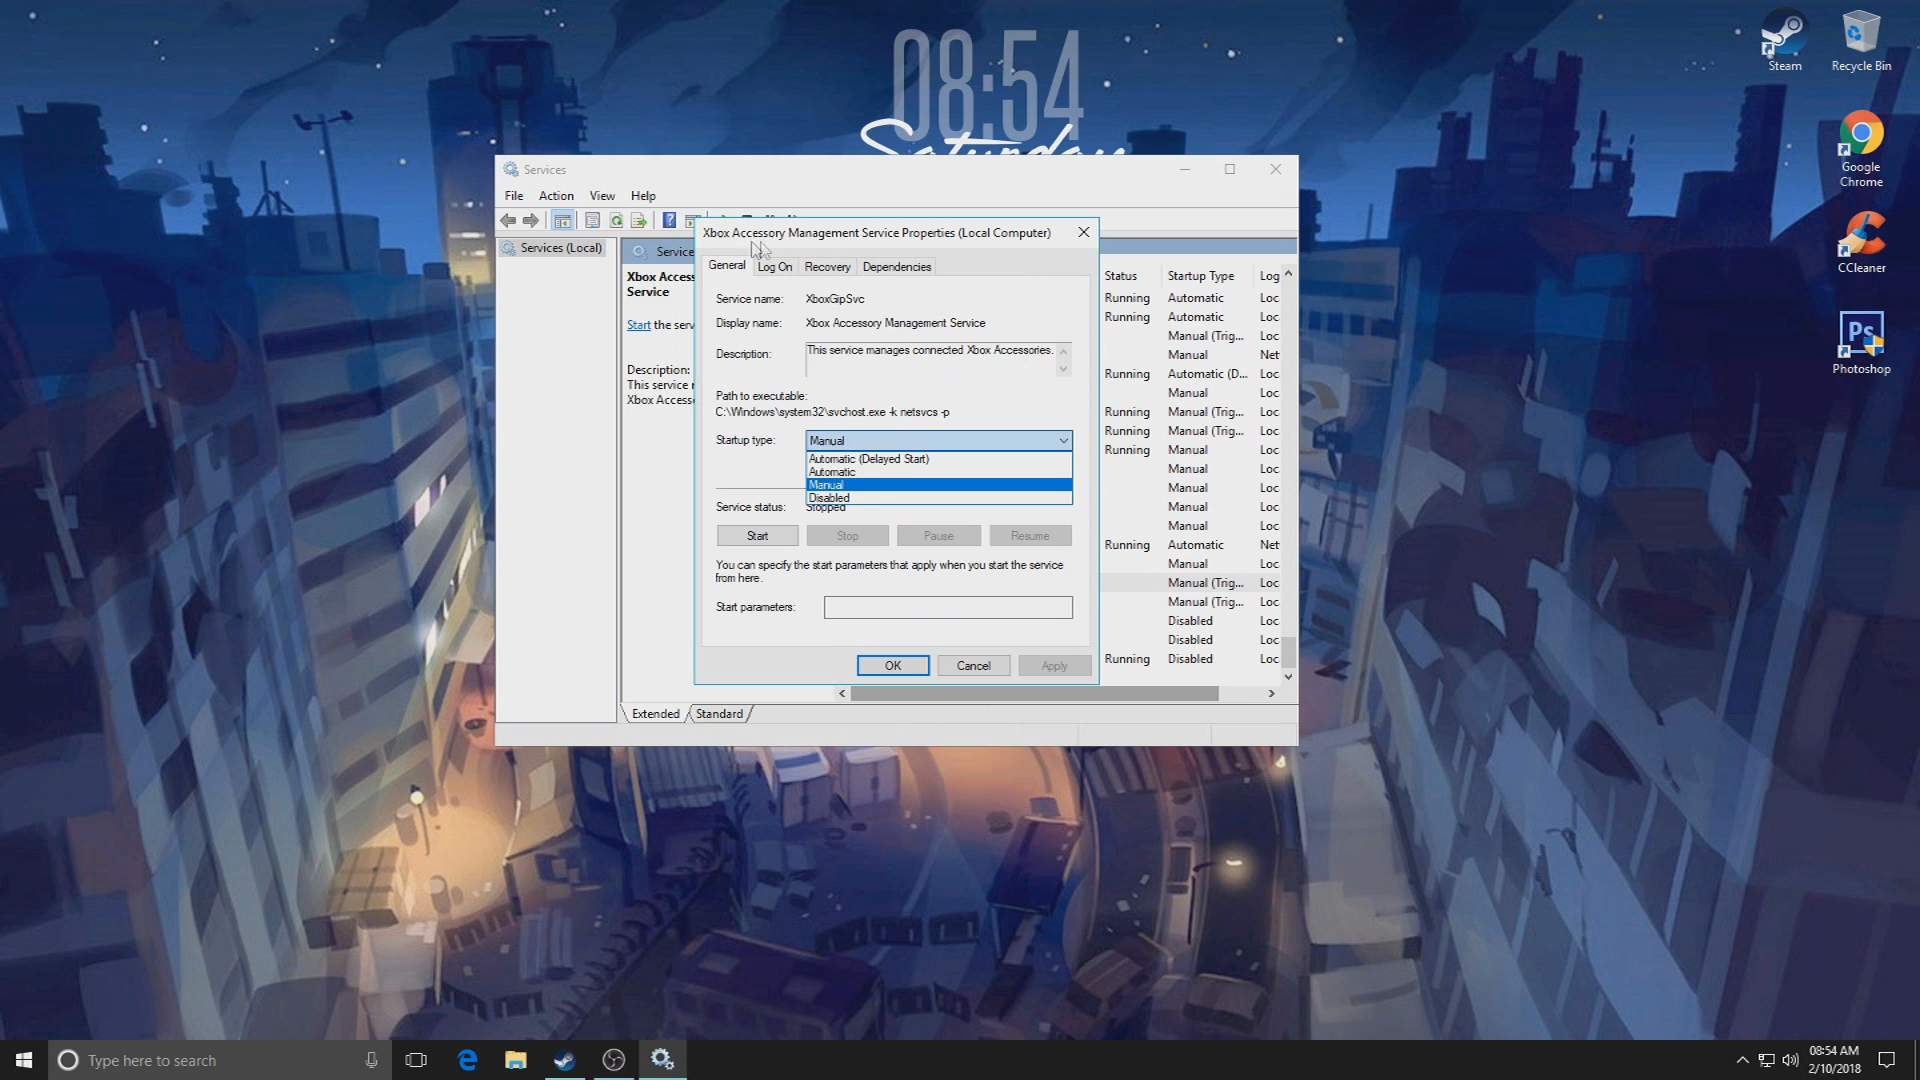 08:54
Saturday
Steam
Recycle Bin
Google
Chrome
CCleaner
Ps
Photoshop
Services
File Action View Help
Services (Local)
Xbox Accessory Management Service Properties (Local Computer)
General Log On Recovery Dependencies
Service name: XboxGipSvc
Display name: Xbox Accessory Management Service
Description: This service manages connected Xbox Accessories.
Path to executable:
C:\Windows\system32\svchost.exe -k netsvcs -p
Startup type: Manual
Automatic (Delayed Start)
Automatic
Manual
Disabled
Service status: Stopped
Start Stop Pause Resume
You can specify the start parameters that apply when you start the service
from here.
Start parameters:
OK Cancel Apply
Service
Xbox Access
Service
Start the serv
Description:
This service r
Xbox Access
Status Startup Type Log
Running Automatic Loc
Running Automatic Loc
Manual (Trig... Loc
Manual Net
Running Automatic (D... Loc
Manual Loc
Running Manual (Trig... Loc
Running Manual (Trig... Loc
Running Manual Loc
Manual Loc
Manual Loc
Manual Loc
Manual Loc
Running Automatic Net
Manual Loc
Manual (Trig... Loc
Manual (Trig... Loc
Disabled Loc
Disabled Loc
Running Disabled Loc
Extended Standard
Type here to search
08:54 AM
2/10/2018